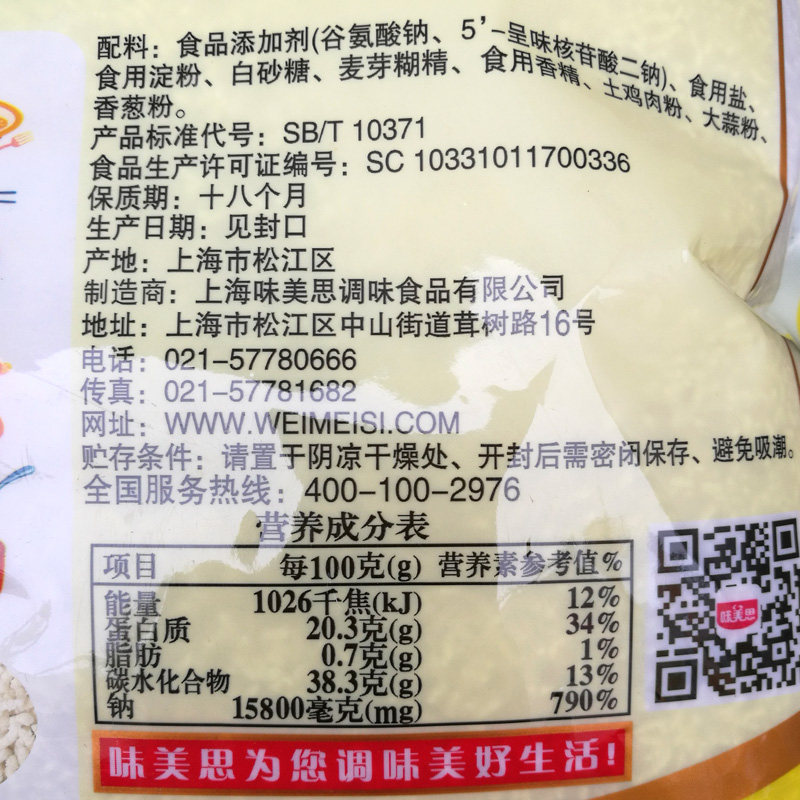 配料：食品添加剂(谷氨酸钠、5’-呈味核苷酸二钠)、食用盐、
食用淀粉、白砂糖、麦芽糊精、食用香精、土鸡肉粉、大蒜粉、
香葱粉。
产品标准代号：SB/T 10371
食品生产许可证编号：SC 10331011700336
保质期：十八个月
生产日期：见封口
产地：上海市松江区
制造商：上海味美思调味食品有限公司
地址：上海市松江区中山街道茸树路16号
电话：021-57780666
传真：021-57781682
网址：WWW.WEIMEISI.COM
贮存条件：请置于阴凉干燥处、开封后需密闭保存、避免吸潮。
全国服务热线：400-100-2976
营养成分表
项目 每100克(g) 营养素参考值%
能量 1026千焦(kJ) 12%
蛋白质 20.3克(g) 34%
脂肪 0.7克(g) 1%
碳水化合物 38.3克(g) 13%
钠 15800毫克(mg) 790%
味美思
味美思为您调味美好生活!